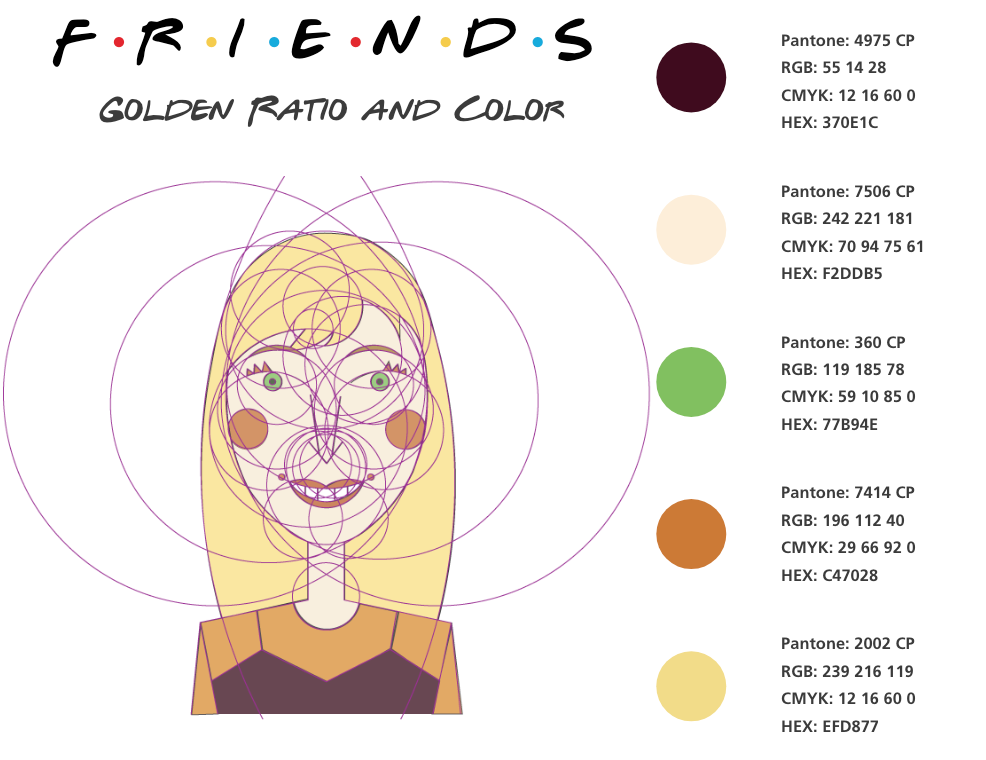 F•R•I•E•N•D•S
GOLDEN RATIO AND COLOR
Pantone: 4975 CP
RGB: 55 14 28
CMYK: 12 16 60 0
HEX: 370E1C
Pantone: 7506 CP
RGB: 242 221 181
CMYK: 70 94 75 61
HEX: F2DDB5
Pantone: 360 CP
RGB: 119 185 78
CMYK: 59 10 85 0
HEX: 77B94E
Pantone: 7414 CP
RGB: 196 112 40
CMYK: 29 66 92 0
HEX: C47028
Pantone: 2002 CP
RGB: 239 216 119
CMYK: 12 16 60 0
HEX: EFD877